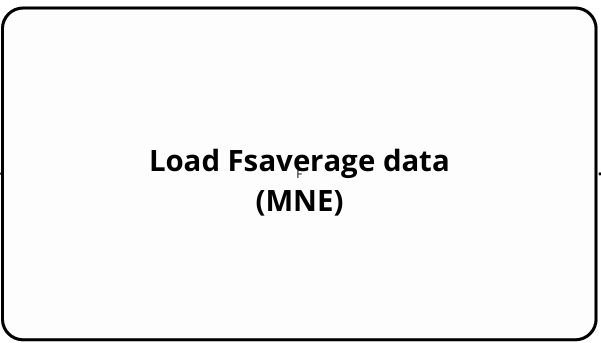 Load Fsaverage data
F
(MNE)